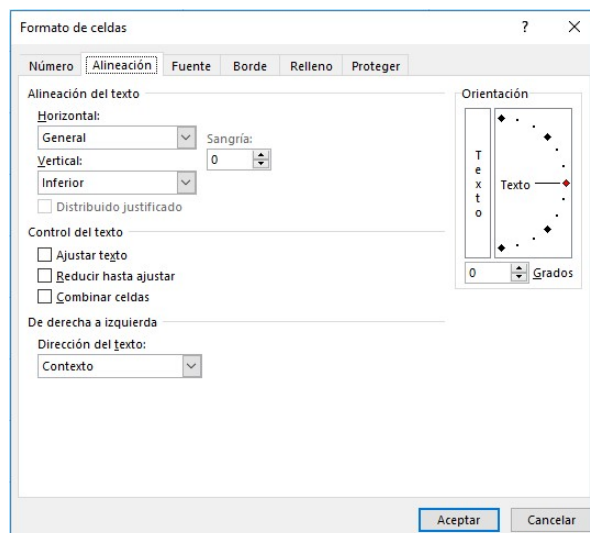 Formato de celdas ? ×
Número Alineación Fuente Borde Relleno Proteger
Alineación del texto
Horizontal:
General
Sangría:
0
Vertical:
Inferior
Distribuido justificado
Control del texto
Ajustar texto
Reducir hasta ajustar
Combinar celdas
De derecha a izquierda
Dirección del texto:
Contexto
Orientación
Texto
Texto
0 Grados
Aceptar Cancelar